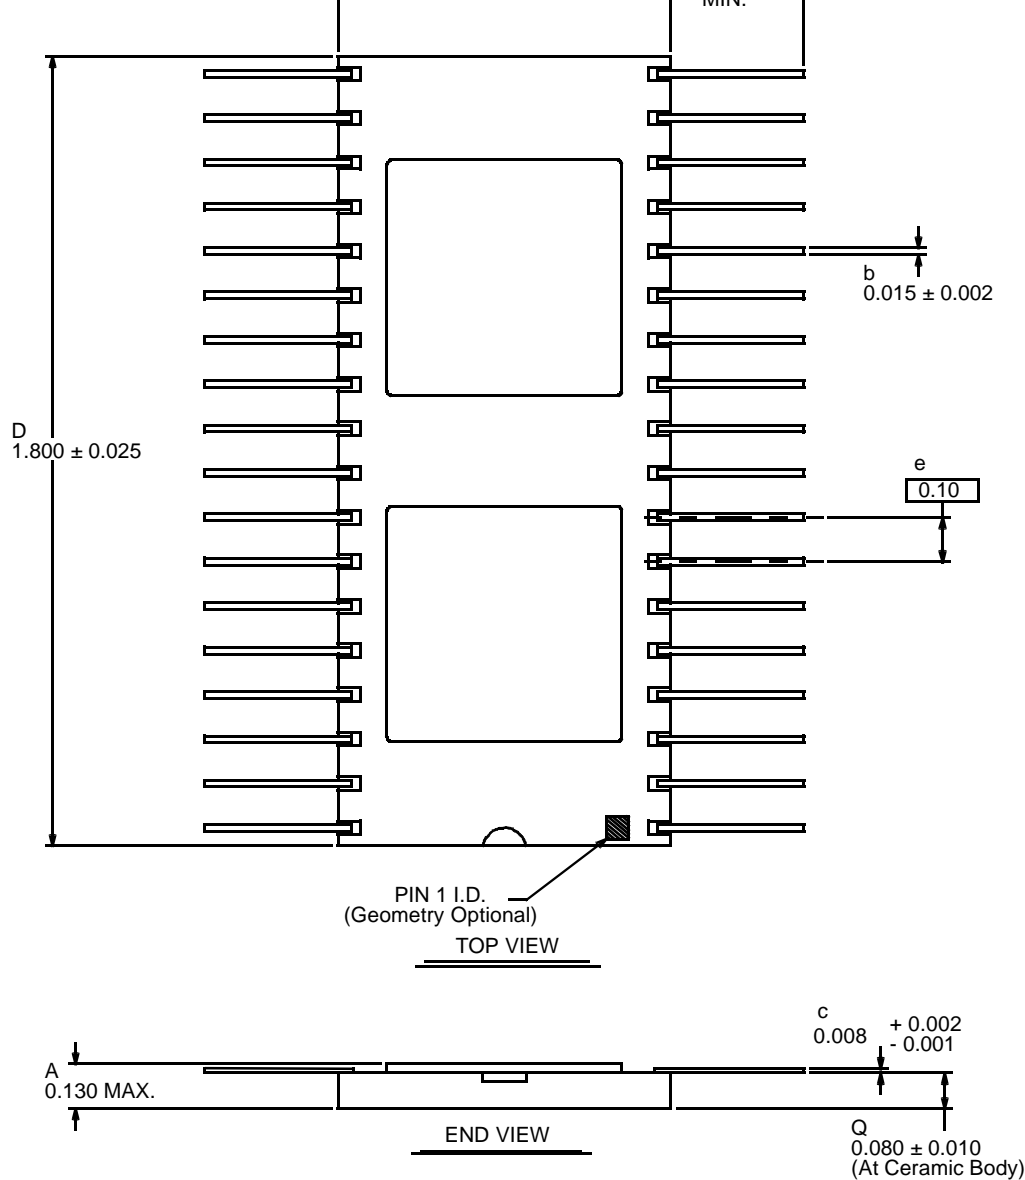 MIN.
b
0.015 ± 0.002
D
1.800 ± 0.025
e
0.10
PIN 1 I.D.
(Geometry Optional)
TOP VIEW
c
0.008
+ 0.002
- 0.001
A
0.130 MAX.
END VIEW
Q
0.080 ± 0.010
(At Ceramic Body)